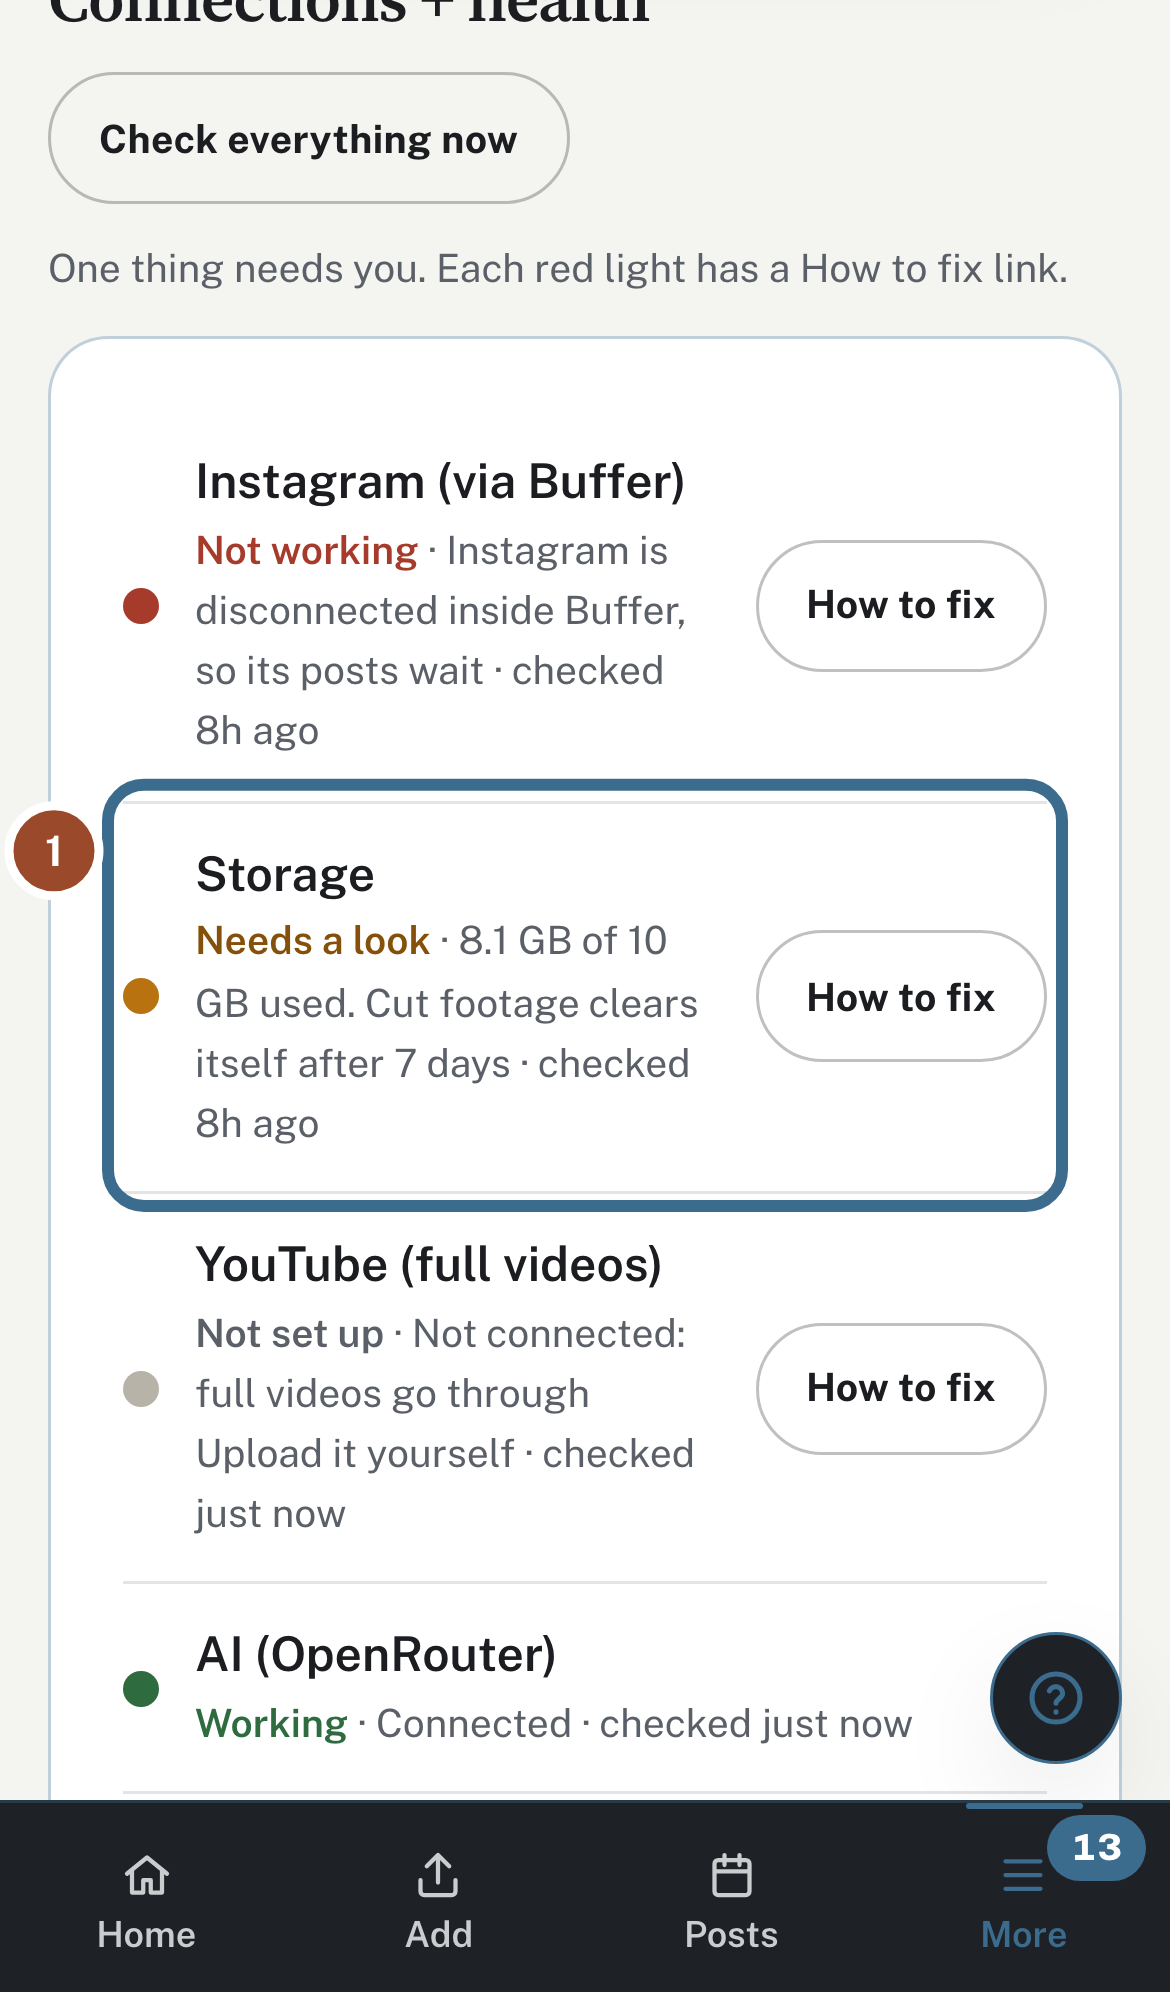 Connections + health
Check everything now
One thing needs you. Each red light has a How to fix link.
Instagram (via Buffer)
Not working · Instagram is
disconnected inside Buffer,
so its posts wait · checked
8h ago
How to fix
1
Storage
Needs a look · 8.1 GB of 10
GB used. Cut footage clears
itself after 7 days · checked
8h ago
How to fix
YouTube (full videos)
Not set up · Not connected:
full videos go through
Upload it yourself · checked
just now
How to fix
AI (OpenRouter)
Working · Connected · checked just now
13
Home
Add
Posts
More